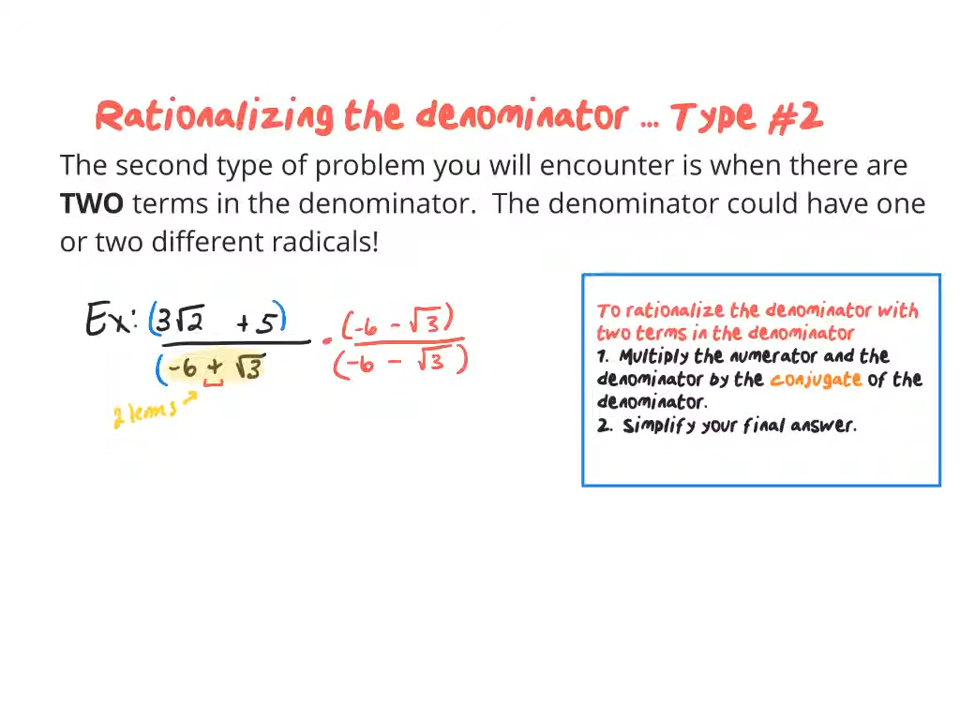 Rationalizing the denominator ... Type #2
The second type of problem you will encounter is when there are
TWO terms in the denominator. The denominator could have one
or two different radicals!
Ex: (3√2 + 5) / (-6 + √3) · (-6 - √3) / (-6 - √3)
2 terms
To rationalize the denominator with
two terms in the denominator
1. Multiply the numerator and the
denominator by the conjugate of the
denominator.
2. Simplify your final answer.